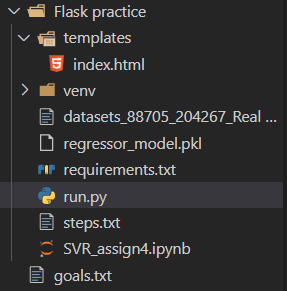 Flask practice
templates
index.html
venv
datasets_88705_204267_Real ...
regressor_model.pkl
requirements.txt
run.py
steps.txt
SVR_assign4.ipynb
goals.txt